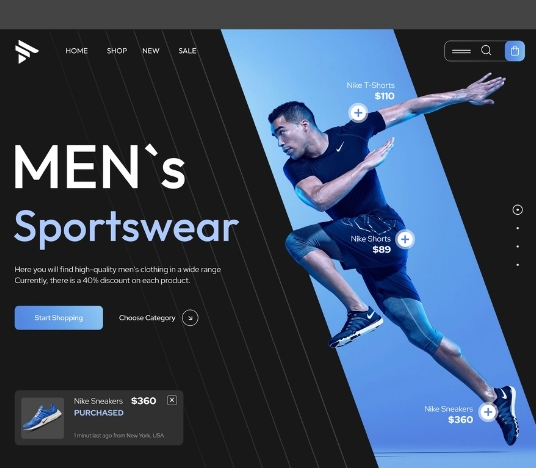 HOME SHOP NEW SALE
Nike T-Shorts
$110
MEN`s
Sportswear
Nike Shorts
$89
Here you will find high-quality men's clothing in a wide range
Currently, there is a 40% discount on each product.
Start Shopping
Choose Category
Nike Sneakers $360
PURCHASED
1 minut last ago from New York, USA
Nike Sneakers
$360